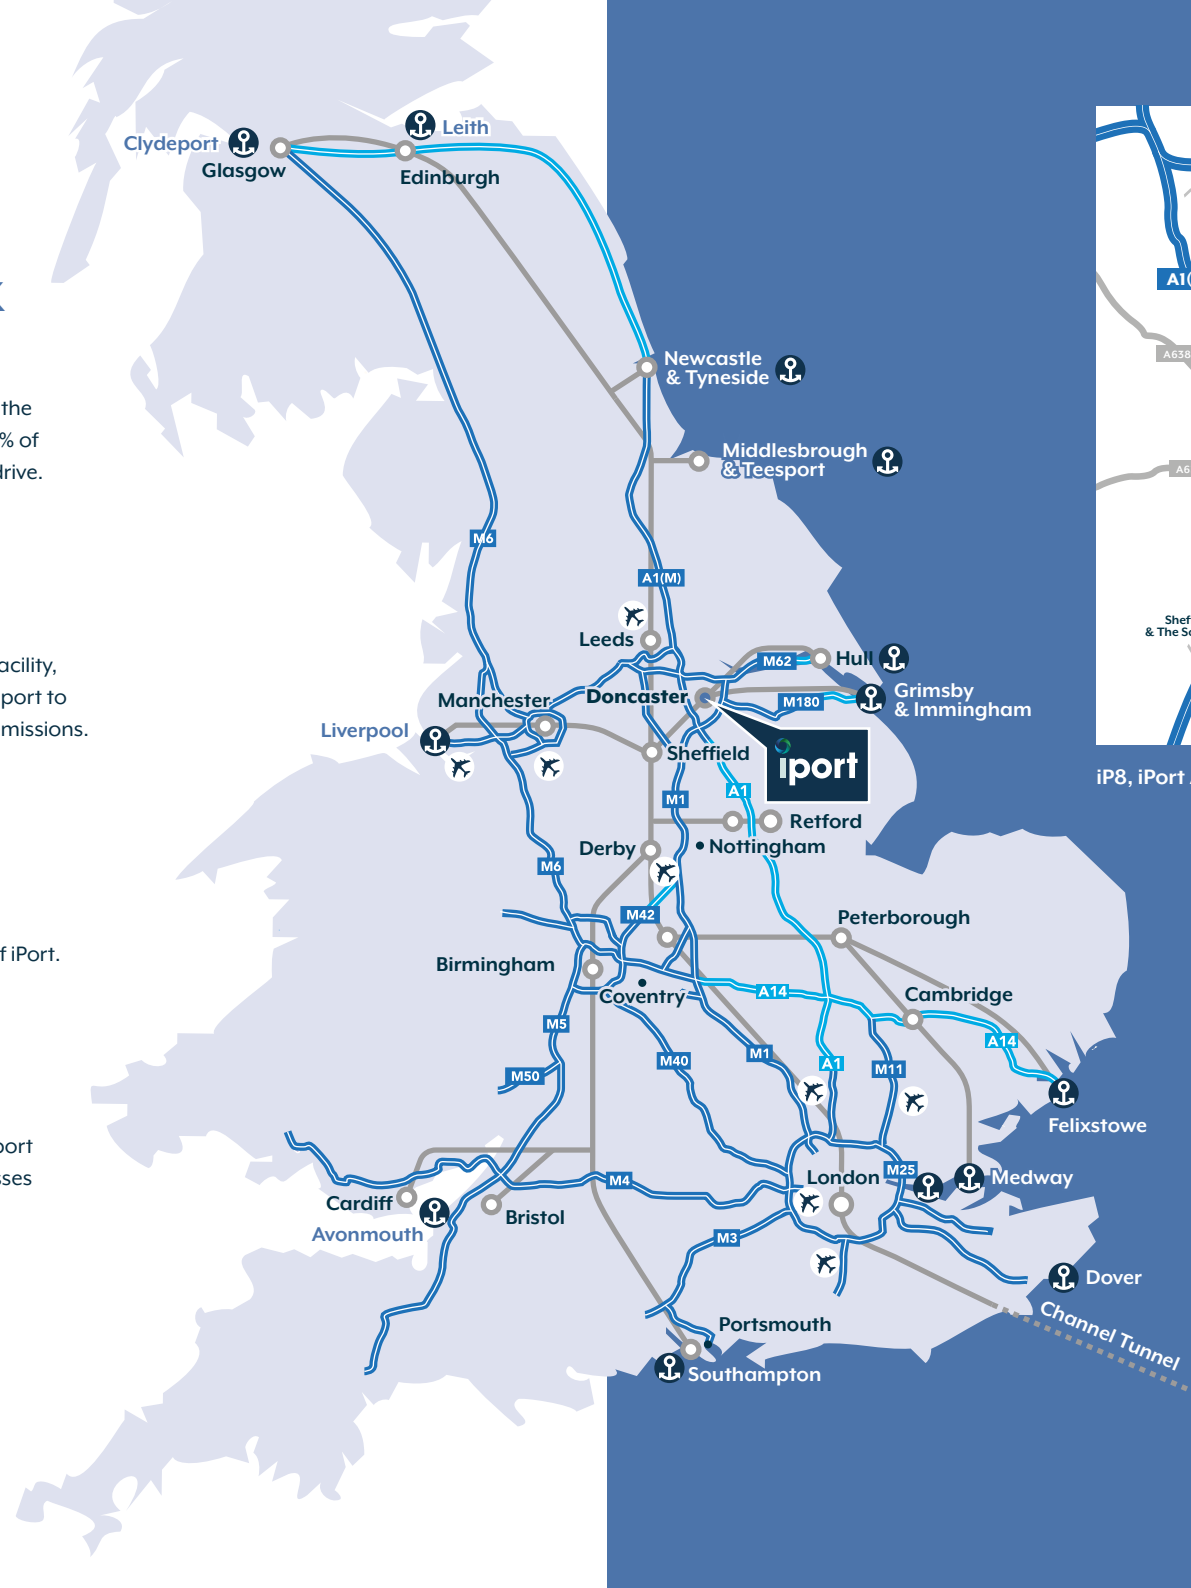 Leith
Clydeport
Glasgow
Edinburgh
A1(
the
A638
Newcastle
& Tyneside
% of
Middlesbrough
& Teesport
drive.
A6
M6
A1(M)
Leeds
Shef
& The So
acility,
M62
Hull
port to
Manchester
Doncaster
M180
Grimsby
& Immingham
missions.
Liverpool
Sheffield
iport
iP8, iPort
M1
A1
Retford
Derby
Nottingham
M6
M42
Peterborough
f iPort.
Birmingham
Coventry
A14
Cambridge
M5
A14
M40
M1
A1
M11
M50
Felixstowe
port
sses
M4
London
M25
Medway
Cardiff
Bristol
Avonmouth
M3
Dover
Portsmouth
Channel Tunnel
Southampton